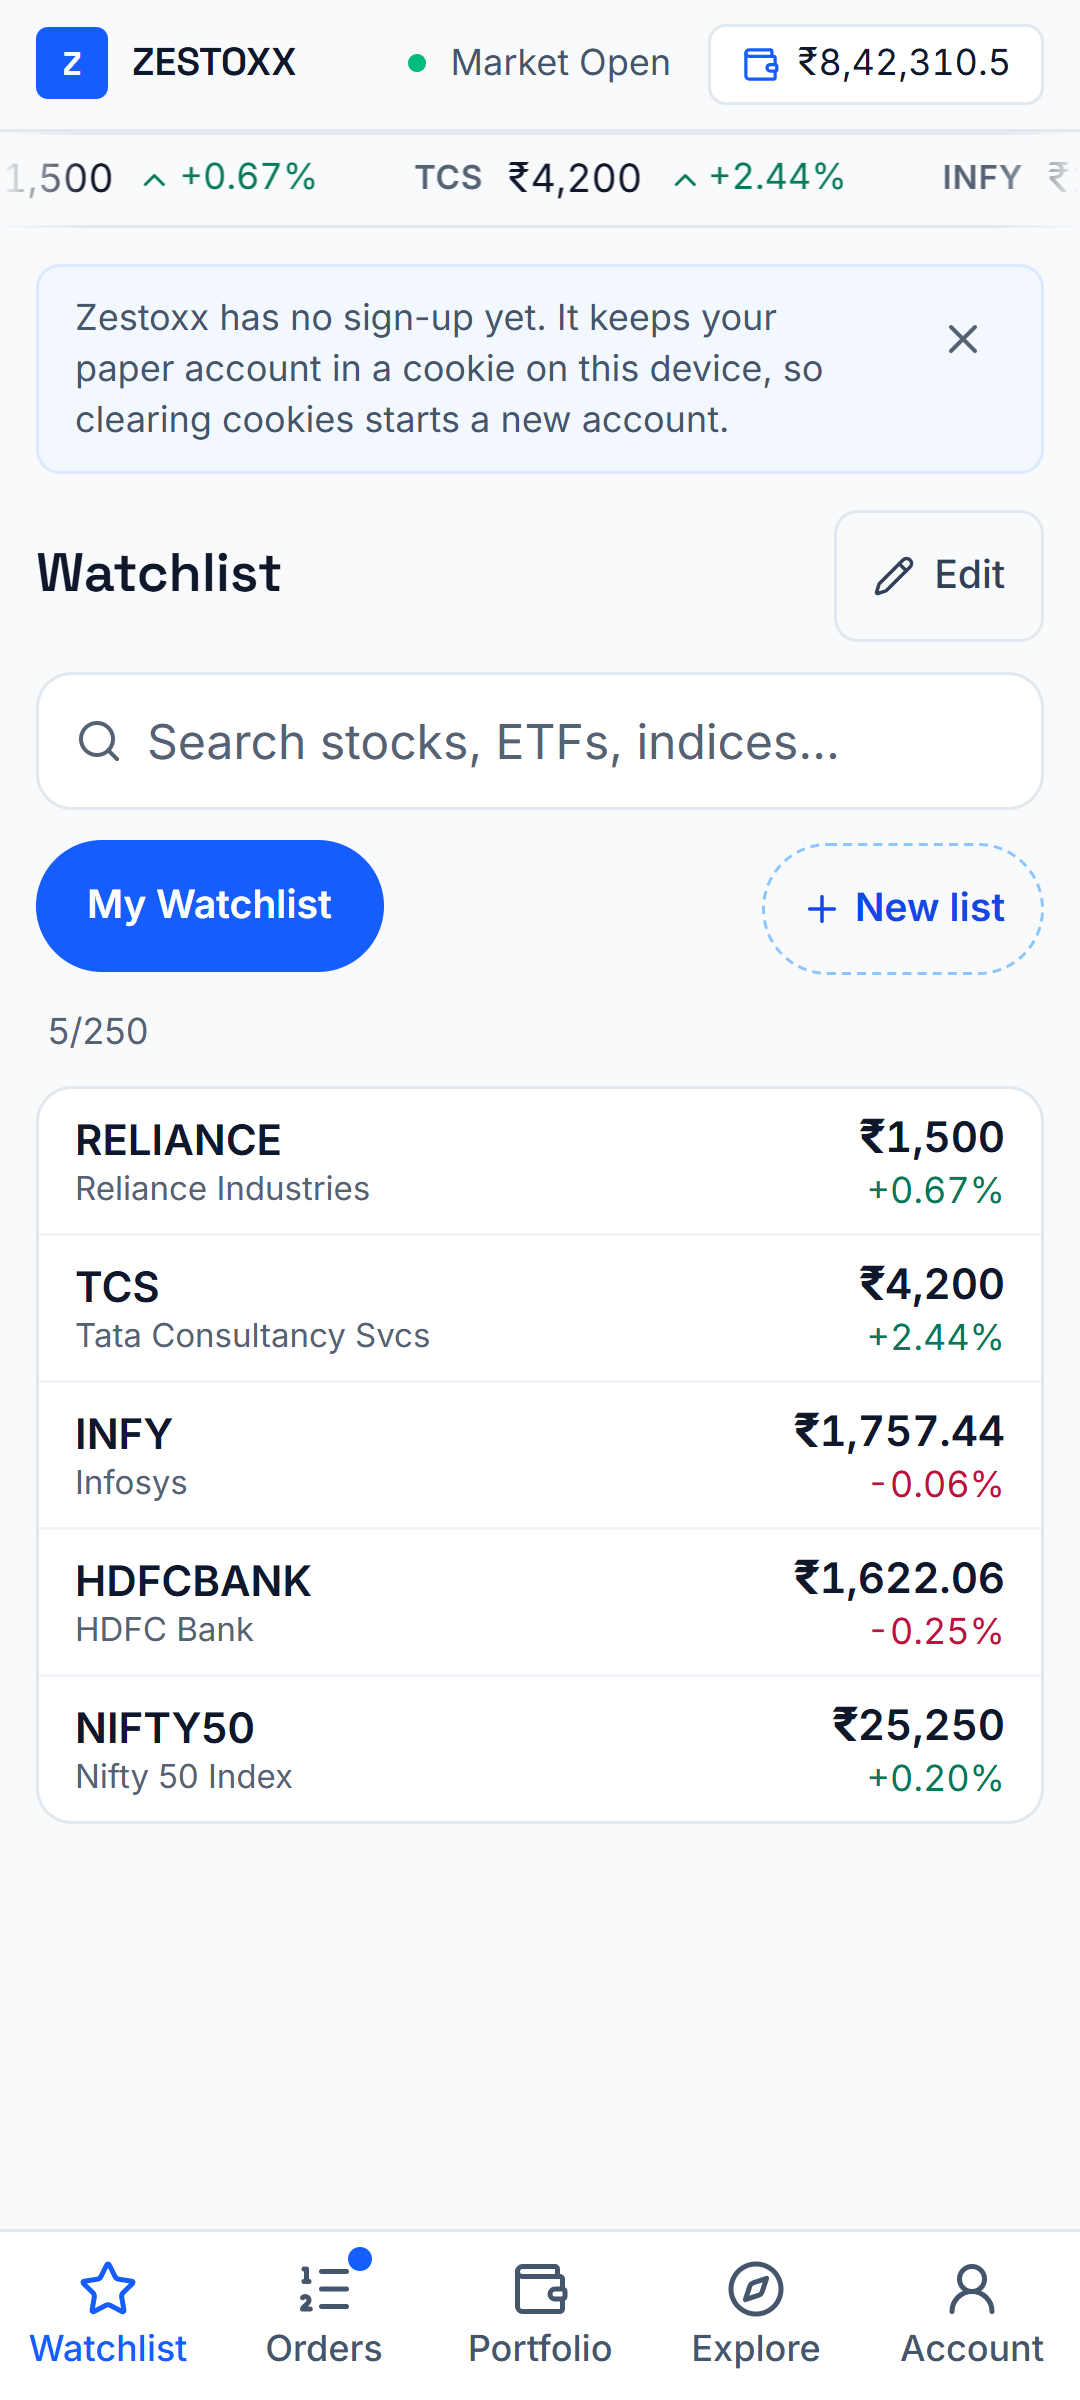 Z ZESTOXX Market Open ₹8,42,310.5
1,500 +0.67% TCS ₹4,200 +2.44% INFY ₹
Zestoxx has no sign-up yet. It keeps your
paper account in a cookie on this device, so
clearing cookies starts a new account.
Watchlist Edit
Search stocks, ETFs, indices...
My Watchlist + New list
5/250
RELIANCE ₹1,500
Reliance Industries +0.67%
TCS ₹4,200
Tata Consultancy Svcs +2.44%
INFY ₹1,757.44
Infosys -0.06%
HDFCBANK ₹1,622.06
HDFC Bank -0.25%
NIFTY50 ₹25,250
Nifty 50 Index +0.20%
Watchlist Orders Portfolio Explore Account